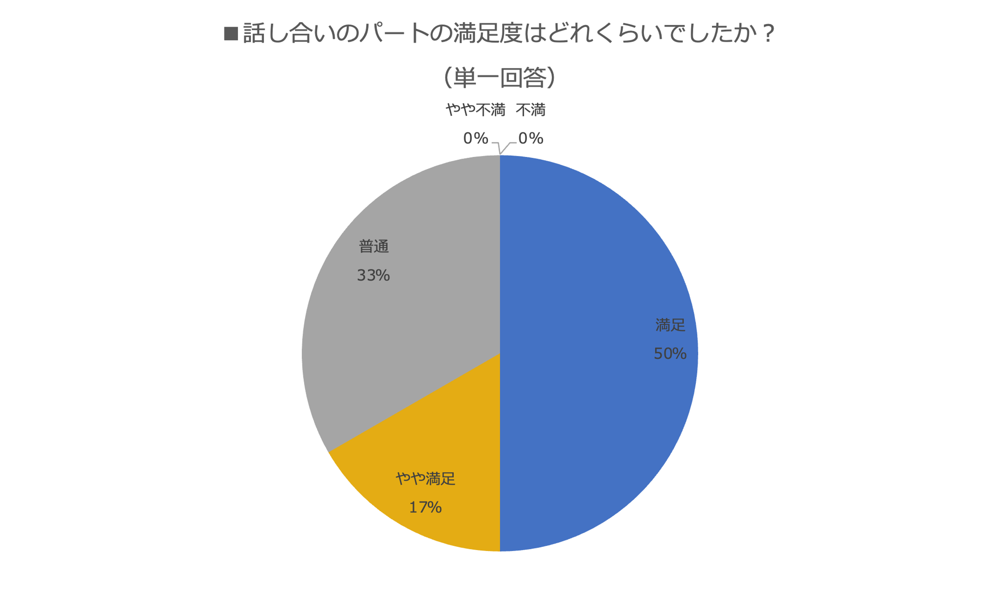 ■話し合いのパートの満足度はどれくらいでしたか？
（単一回答）
やや不満 不満
0% 0%
普通
33%
満足
50%
やや満足
17%